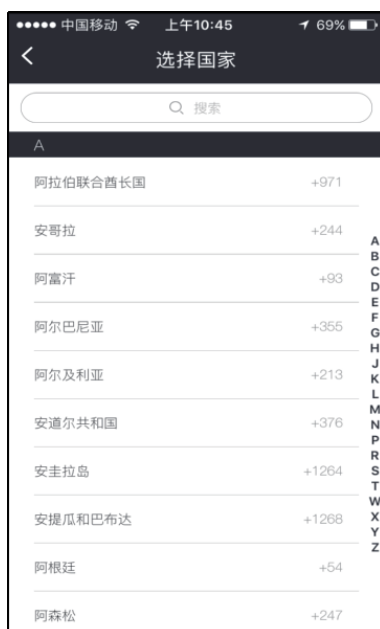 中国移动 上午10:45 69%
选择国家
搜索
A
阿拉伯联合酋长国 +971
安哥拉 +244
阿富汗 +93
阿尔巴尼亚 +355
阿尔及利亚 +213
安道尔共和国 +376
安圭拉岛 +1264
安提瓜和巴布达 +1268
阿根廷 +54
阿森松 +247
A
B
C
D
E
F
G
H
J
K
L
M
N
P
R
S
T
W
X
Y
Z